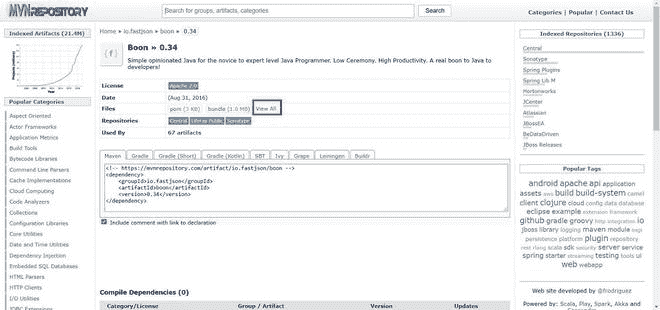 MVNREPOSITORY
Search for groups, artifacts, categories
Search
Categories | Popular | Contact Us
Indexed Artifacts (21.4M)
Popular Categories
Aspect Oriented
Actor Frameworks
Application Metrics
Build Tools
Bytecode Libraries
Command Line Parsers
Cache Implementations
Cloud Computing
Code Analyzers
Collections
Configuration Libraries
Core Utilities
Date and Time Utilities
Dependency Injection
Embedded SQL Databases
HTML Parsers
HTTP Clients
I/O Utilities
Home » io.fastjson » boon » 0.34
{f}
Boon » 0.34
Simple opinionated Java for the novice to expert level Java Programmer. Low Ceremony. High Productivity. A real boon to Java to
developers!
License Apache 2.0
Date (Aug 31, 2016)
Files pom (3 KB) bundle (1.0 MB) View All
Repositories Central Liferay Public Sonatype
Used By 67 artifacts
Maven Gradle Gradle (Short) Gradle (Kotlin) SBT Ivy Grape Leiningen Buildr
<!-- https://mvnrepository.com/artifact/io.fastjson/boon -->
<dependency>
<groupId>io.fastjson</groupId>
<artifactId>boon</artifactId>
<version>0.34</version>
</dependency>
Include comment with link to declaration
Compile Dependencies (0)
Category/License Group / Artifact Version Updates
Indexed Repositories (1336)
Central
Sonatype
Spring Plugins
Spring Lib M
Hortonworks
JCenter
Atlassian
JBossEA
BeDataDriven
JBoss Releases
Popular Tags
android apache api application
assets aws build build-system camel
client clojure cloud config data database
eclipse example extension framework
github gradle groovy http integration io
jboss library logging maven module osgi
persistence platform plugin repository
rest rlang scala sdk security server service
spring starter streaming testing tools ui
web webapp
Web site developed by @frodriguez
Powered by: Scala, Play, Spark, Akka and